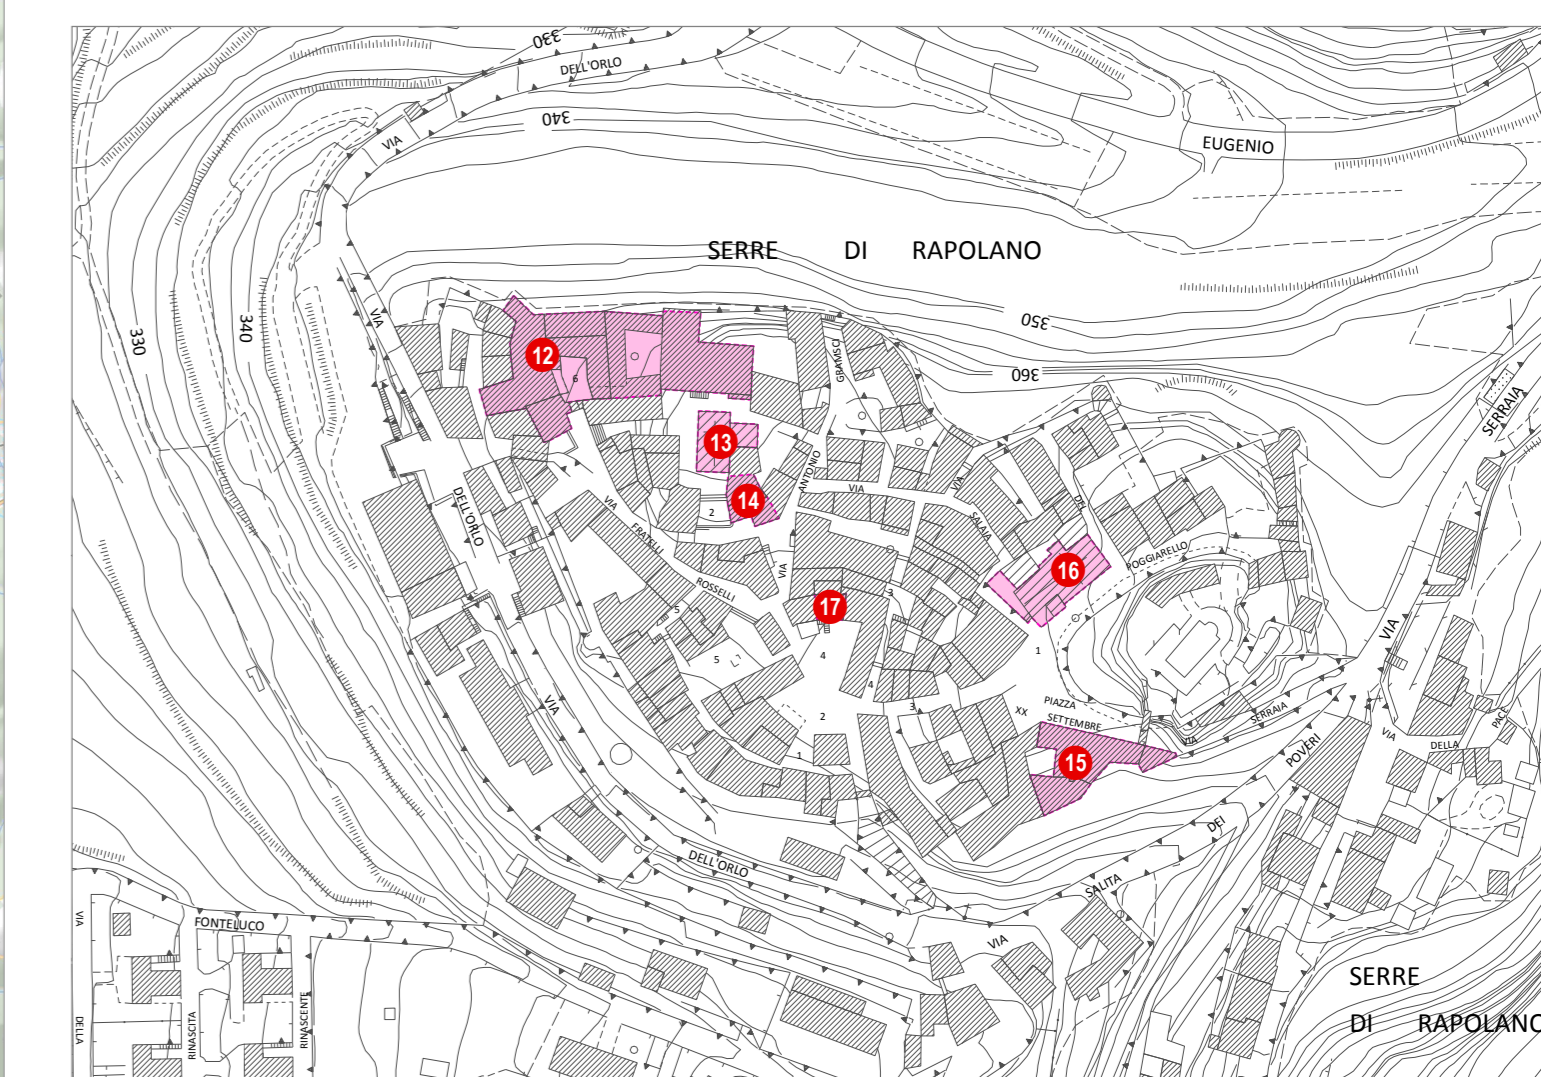 330
DELL'ORLO
340
VIA
EUGENIO
SERRE DI RAPOLANO
330
340
VIA
350
360
GRAMSCI
SERRAIA
12
6
13
ANTONIO
14
2
VIA
VIA
DEL
SALAIA
DELL'ORLO
VIA
FRATELLI
ROSSELLI
VIA
POGGIARELLO
16
17
3
5
5
4
4
1
VIA
PIAZZA
XX SETTEMBRE
3
2
1
VIA
SERRAIA
VIA
15
POVERI
DEI
SALITA
VIA
DELLA
PACE
DELL'ORLO
VIA
FONTELUCO
VIA
DELLA
RINASCITA
RINASCENTE
SERRE
DI RAPOLANO